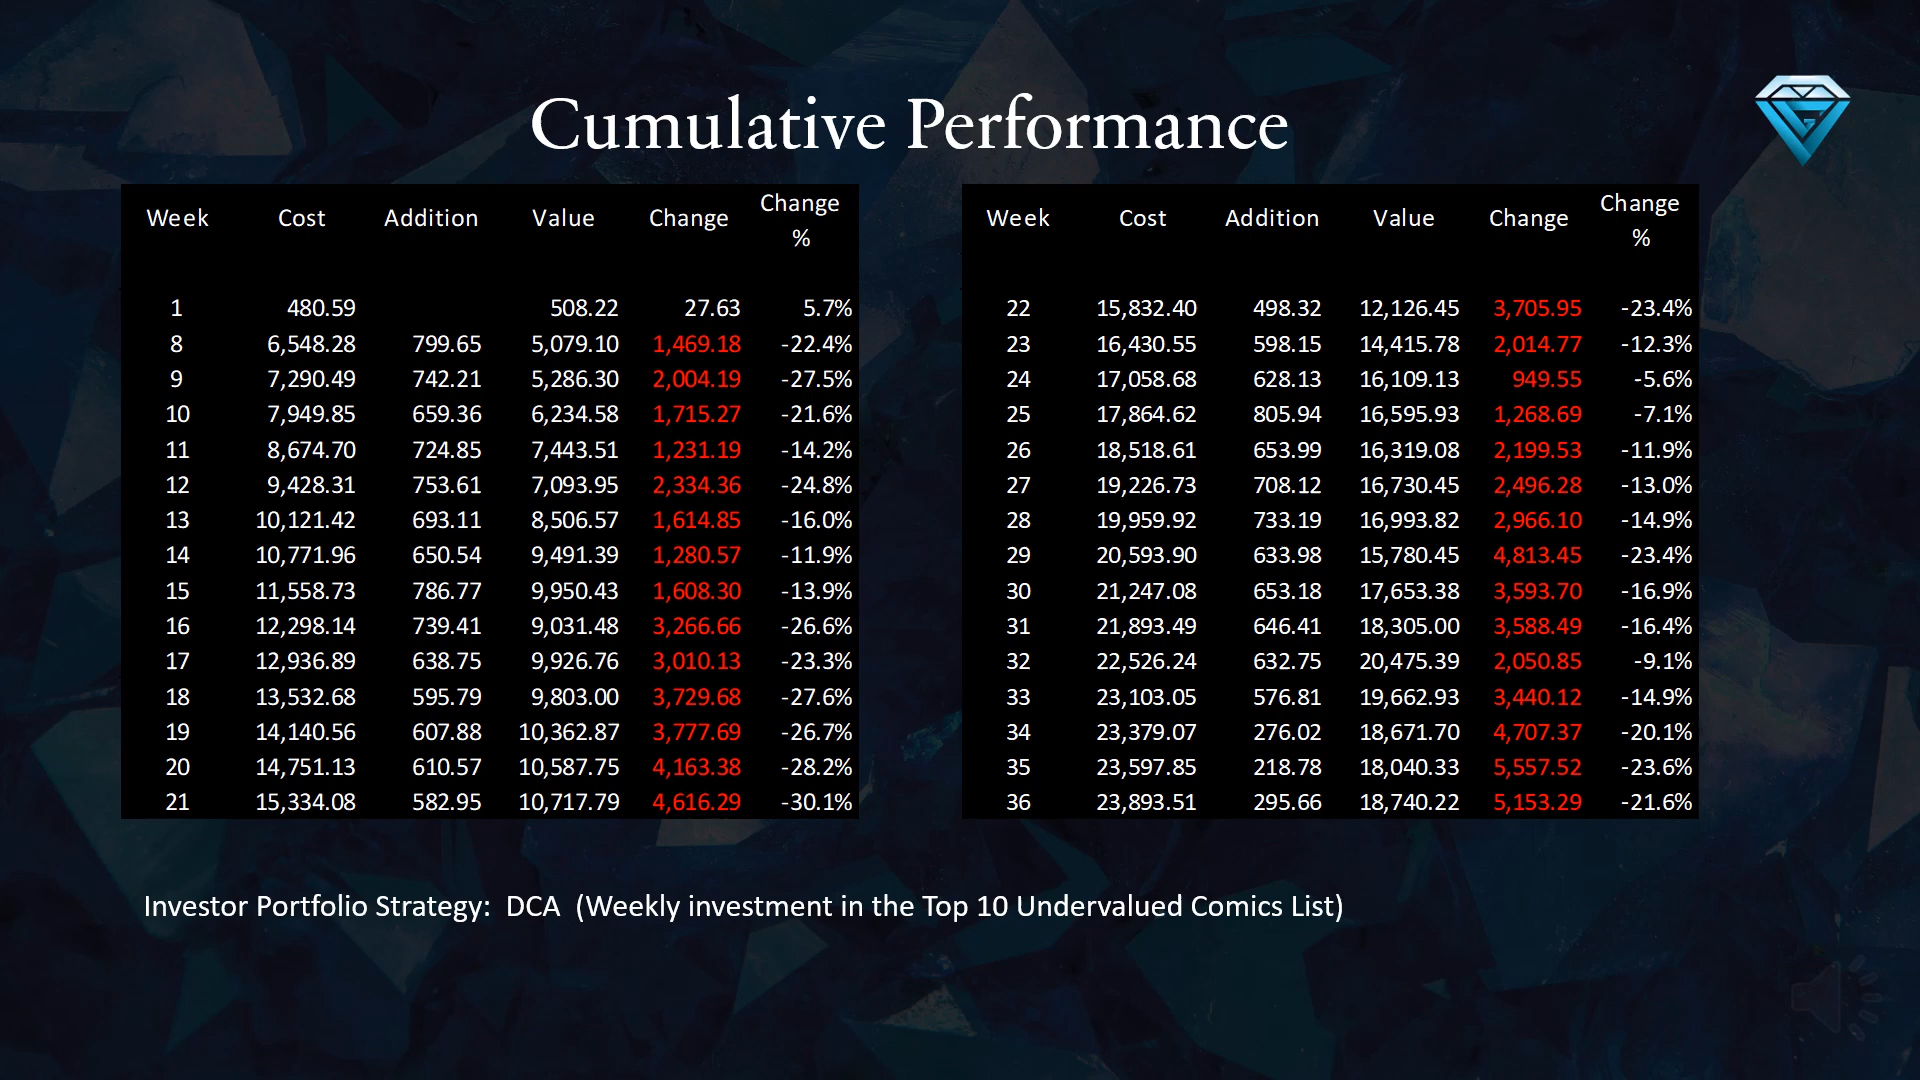 Cumulative Performance
Week Cost Addition Value Change Change %
1 480.59 508.22 27.63 5.7%
8 6,548.28 799.65 5,079.10 1,469.18 -22.4%
9 7,290.49 742.21 5,286.30 2,004.19 -27.5%
10 7,949.85 659.36 6,234.58 1,715.27 -21.6%
11 8,674.70 724.85 7,443.51 1,231.19 -14.2%
12 9,428.31 753.61 7,093.95 2,334.36 -24.8%
13 10,121.42 693.11 8,506.57 1,614.85 -16.0%
14 10,771.96 650.54 9,491.39 1,280.57 -11.9%
15 11,558.73 786.77 9,950.43 1,608.30 -13.9%
16 12,298.14 739.41 9,031.48 3,266.66 -26.6%
17 12,936.89 638.75 9,926.76 3,010.13 -23.3%
18 13,532.68 595.79 9,803.00 3,729.68 -27.6%
19 14,140.56 607.88 10,362.87 3,777.69 -26.7%
20 14,751.13 610.57 10,587.75 4,163.38 -28.2%
21 15,334.08 582.95 10,717.79 4,616.29 -30.1%
Week Cost Addition Value Change Change %
22 15,832.40 498.32 12,126.45 3,705.95 -23.4%
23 16,430.55 598.15 14,415.78 2,014.77 -12.3%
24 17,058.68 628.13 16,109.13 949.55 -5.6%
25 17,864.62 805.94 16,595.93 1,268.69 -7.1%
26 18,518.61 653.99 16,319.08 2,199.53 -11.9%
27 19,226.73 708.12 16,730.45 2,496.28 -13.0%
28 19,959.92 733.19 16,993.82 2,966.10 -14.9%
29 20,593.90 633.98 15,780.45 4,813.45 -23.4%
30 21,247.08 653.18 17,653.38 3,593.70 -16.9%
31 21,893.49 646.41 18,305.00 3,588.49 -16.4%
32 22,526.24 632.75 20,475.39 2,050.85 -9.1%
33 23,103.05 576.81 19,662.93 3,440.12 -14.9%
34 23,379.07 276.02 18,671.70 4,707.37 -20.1%
35 23,597.85 218.78 18,040.33 5,557.52 -23.6%
36 23,893.51 295.66 18,740.22 5,153.29 -21.6%
Investor Portfolio Strategy: DCA (Weekly investment in the Top 10 Undervalued Comics List)